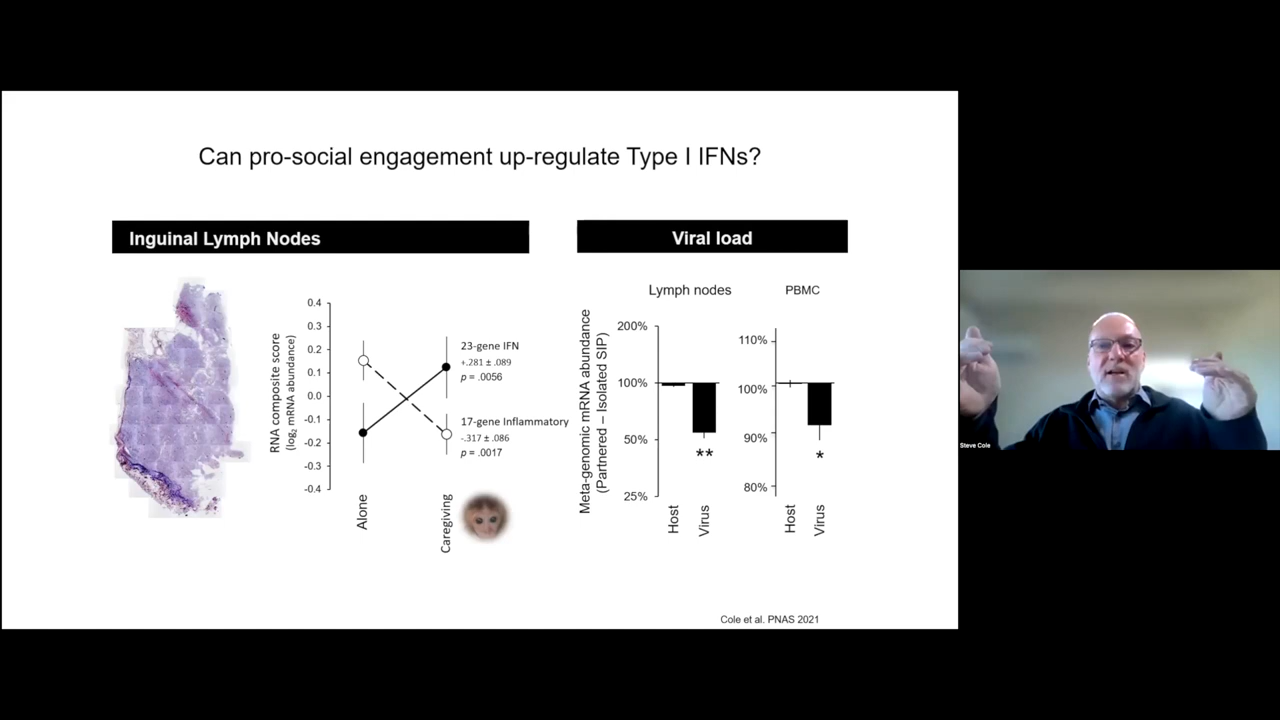 Can pro-social engagement up-regulate Type I IFNs?
Inguinal Lymph Nodes
Viral load
RNA composite score
(log₂ mRNA abundance)
0.4
0.3
0.2
0.1
0.0
-0.1
-0.2
-0.3
-0.4
Alone
Caregiving
23-gene IFN
+.281 ± .089
p = .0056
17-gene Inflammatory
-.317 ± .086
p = .0017
Meta-genomic mRNA abundance
(Partnered – Isolated SIP)
Lymph nodes
200%
100%
50%
25%
**
Host
Virus
PBMC
110%
100%
90%
80%
*
Host
Virus
Cole et al. PNAS 2021
Steve Cole